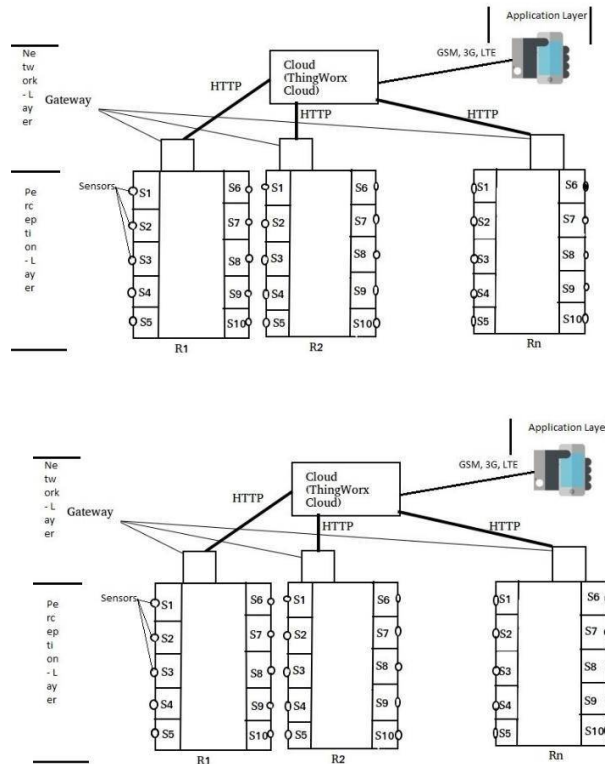 Application Layer
GSM, 3G, LTE
Ne
tw
ork
- L
ay
er
Cloud
(ThingWorx
Cloud)
HTTP
HTTP
HTTP
Gateway
Sensors
Pe
rc
ep
ti
on
- L
ay
er
S1
S2
S3
S4
S5
S6
S7
S8
S9
S10
R1
S1
S2
S3
S4
S5
S6
S7
S8
S9
S10
R2
S1
S2
S3
S4
S5
S6
S7
S8
S9
S10
Rn
Application Laye
GSM, 3G, LTE
Ne
tw
ork
- L
ay
er
Cloud
(ThingWorx
Cloud)
HTTP
HTTP
HTTP
Gateway
Sensors
Pe
rc
ep
ti
on
- L
ay
er
S1
S2
S3
S4
S5
S6
S7
S8
S9
S10
R1
S1
S2
S3
S4
S5
S6
S7
S8
S9
S10
R2
S1
S2
S3
S4
S5
S6
S7
S8
S9
S10
Rn